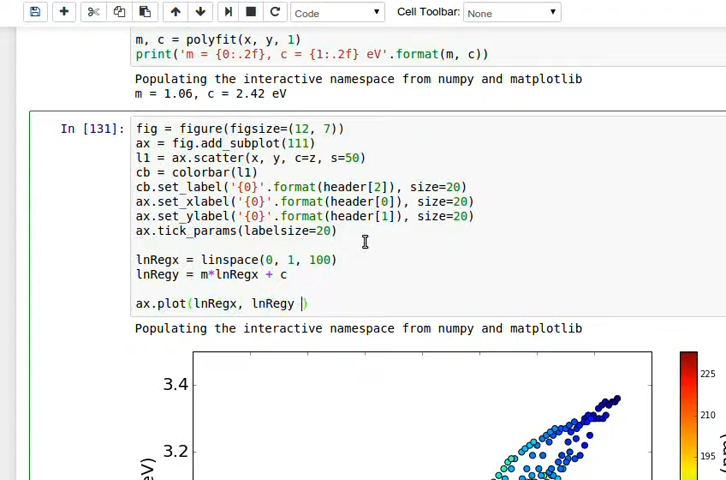 Code Cell Toolbar: None
m, c = polyfit(x, y, 1)
print('m = {0:.2f}, c = {1:.2f} eV'.format(m, c))
Populating the interactive namespace from numpy and matplotlib
m = 1.06, c = 2.42 eV
In [131]: fig = figure(figsize=(12, 7))
ax = fig.add_subplot(111)
l1 = ax.scatter(x, y, c=z, s=50)
cb = colorbar(l1)
cb.set_label('{0}'.format(header[2]), size=20)
ax.set_xlabel('{0}'.format(header[0]), size=20)
ax.set_ylabel('{0}'.format(header[1]), size=20)
ax.tick_params(labelsize=20)
lnRegx = linspace(0, 1, 100)
lnRegy = m*lnRegx + c
ax.plot(lnRegx, lnRegy )
Populating the interactive namespace from numpy and matplotlib
3.4
225
210
3.2
195
eV)